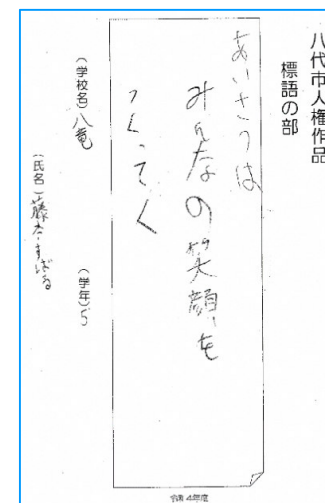 八代市人権作品
標語の部
あいさつは
みんなの笑顔を
つくってく
(学校名)八竜
(学年)5
(氏名)藤本すばる
令和4年度